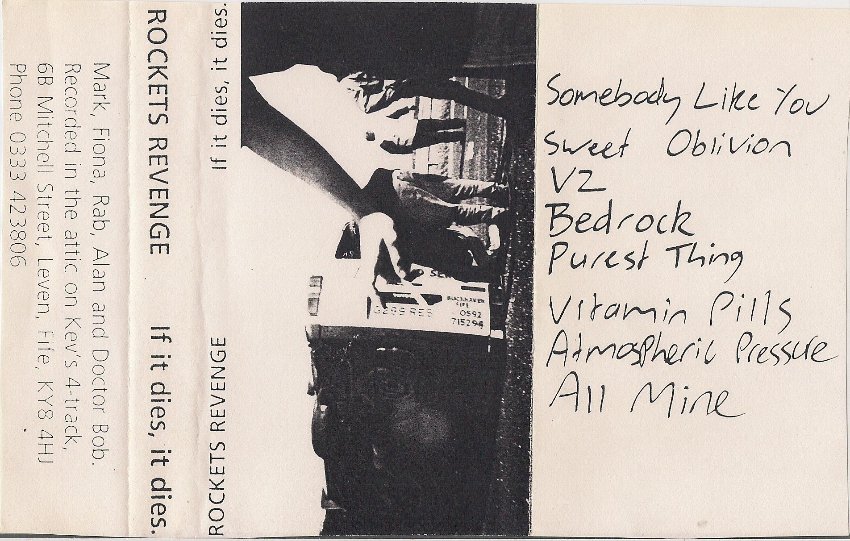 Mark, Fiona, Rab, Alan and Doctor Bob.
Recorded in the attic on Kev's 4-track,
6B Mitchell Street, Leven, Fife, KY8 4HJ
Phone 0333 423806
ROCKETS REVENGE If it dies, it dies.
ROCKETS REVENGE If it dies, it dies.
0592
715294
Somebody Like You
Sweet Oblivion
V2
Bedrock
Purest Thing
Vitamin Pills
Atmospheric Pressure
All Mine